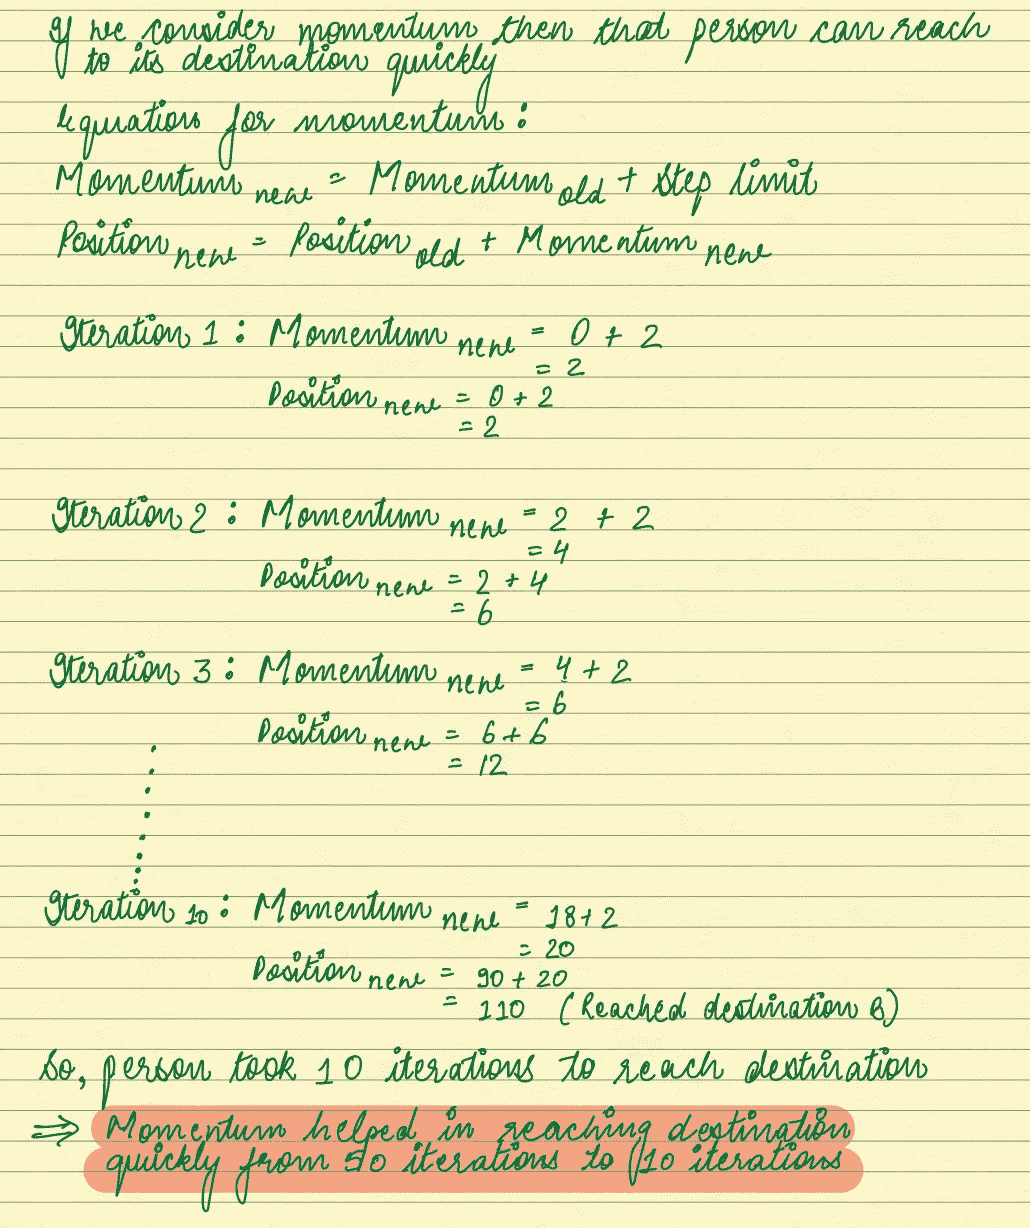 If we consider momentum then that person can reach
to its destination quickly
Equation for momentum :
Momentum new = Momentum old + Step limit
Position new = Position old + Momentum new
Iteration 1 : Momentum new = 0 + 2
= 2
Position new = 0 + 2
= 2
Iteration 2 : Momentum new = 2 + 2
= 4
Position new = 2 + 4
= 6
Iteration 3 : Momentum new = 4 + 2
= 6
Position new = 6 + 6
= 12
Iteration 10 : Momentum new = 18 + 2
= 20
Position new = 90 + 20
= 110 (Reached destination B)
So, person took 10 iterations to reach destination
⇒ Momentum helped in reaching destination
quickly from 50 iterations to 10 iterations